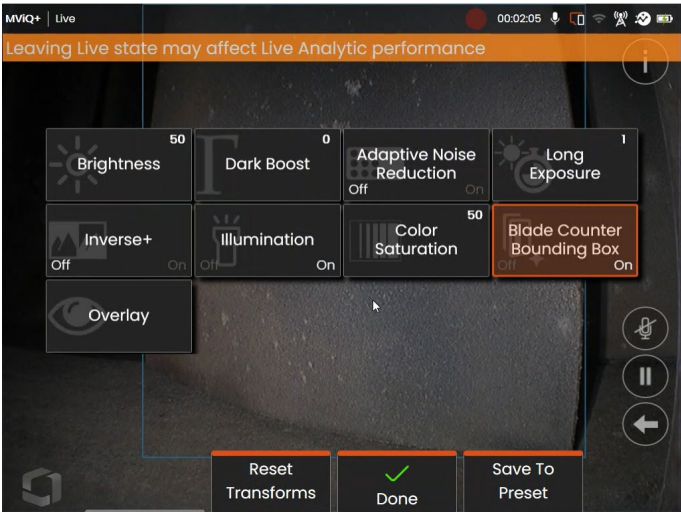 MViQ+ | Live
00:02:05
Leaving Live state may affect Live Analytic performance
i
50
Brightness
0
Dark Boost
Adaptive Noise
Reduction
Off On
1
Long
Exposure
Inverse+
Off On
Illumination
Off On
50
Color
Saturation
Blade Counter
Bounding Box
Off On
Overlay
Reset
Transforms
Done
Save To
Preset